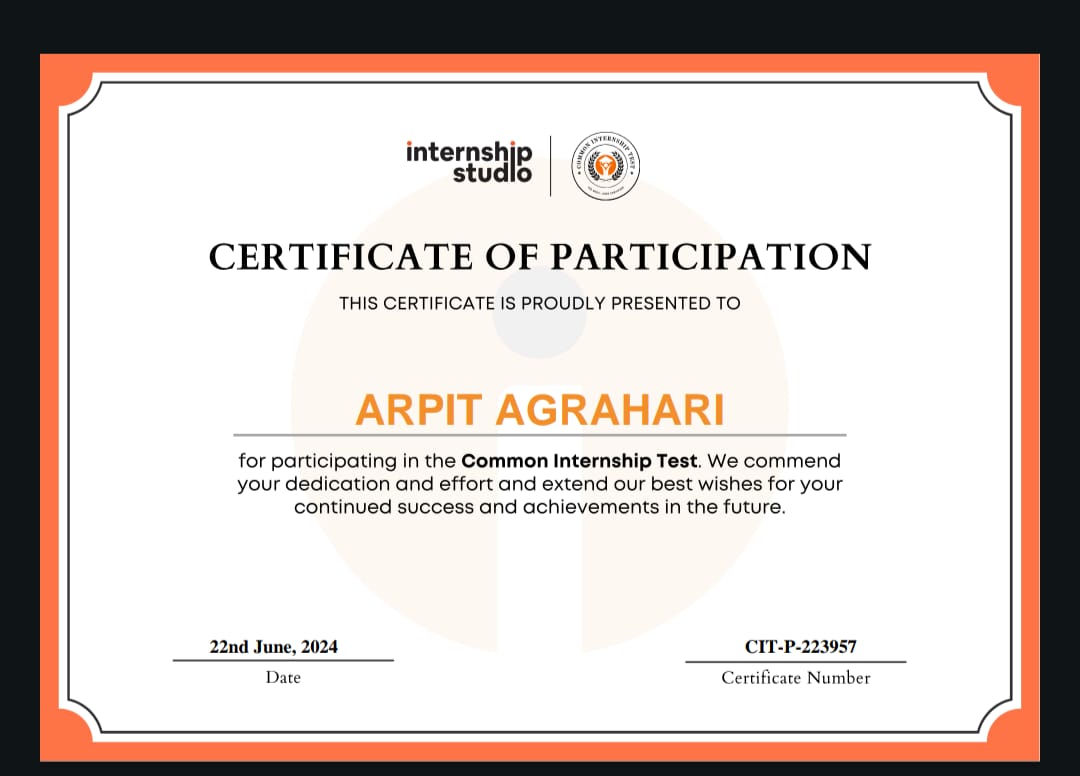 internship
studio
COMMON INTERNSHIP TEST
CERTIFICATE OF PARTICIPATION
THIS CERTIFICATE IS PROUDLY PRESENTED TO
ARPIT AGRAHARI
for participating in the Common Internship Test. We commend
your dedication and effort and extend our best wishes for your
continued success and achievements in the future.
22nd June, 2024
CIT-P-223957
Date
Certificate Number